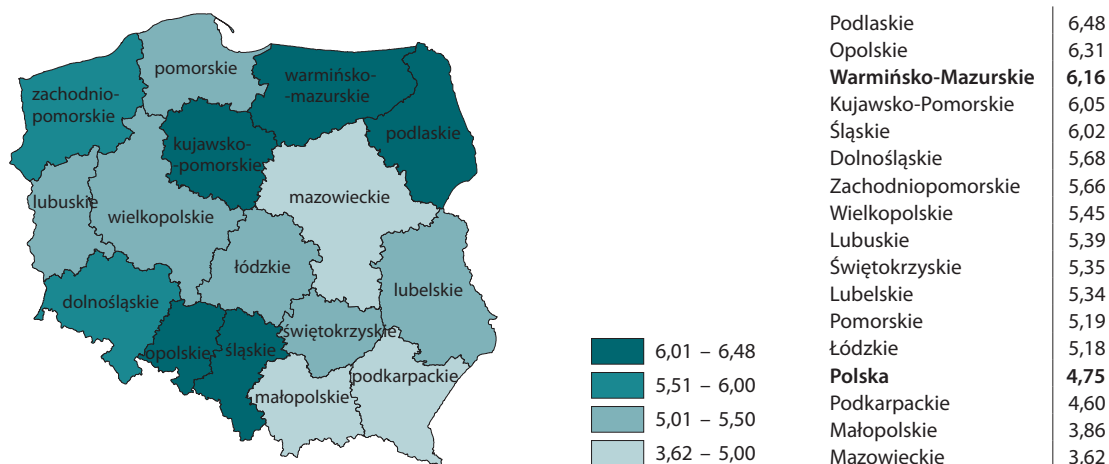 pomorskie
warmińsko-
-mazurskie
zachodnio-
pomorskie
podlaskie
kujawsko-
-pomorskie
mazowieckie
lubuskie
wielkopolskie
łódzkie
lubelskie
dolnośląskie
świętokrzyskie
opolskie
śląskie
podkarpackie
małopolskie
6,01 – 6,48
5,51 – 6,00
5,01 – 5,50
3,62 – 5,00
Podlaskie 6,48
Opolskie 6,31
Warmińsko-Mazurskie 6,16
Kujawsko-Pomorskie 6,05
Śląskie 6,02
Dolnośląskie 5,68
Zachodniopomorskie 5,66
Wielkopolskie 5,45
Lubuskie 5,39
Świętokrzyskie 5,35
Lubelskie 5,34
Pomorskie 5,19
Łódzkie 5,18
Polska 4,75
Podkarpackie 4,60
Małopolskie 3,86
Mazowieckie 3,62